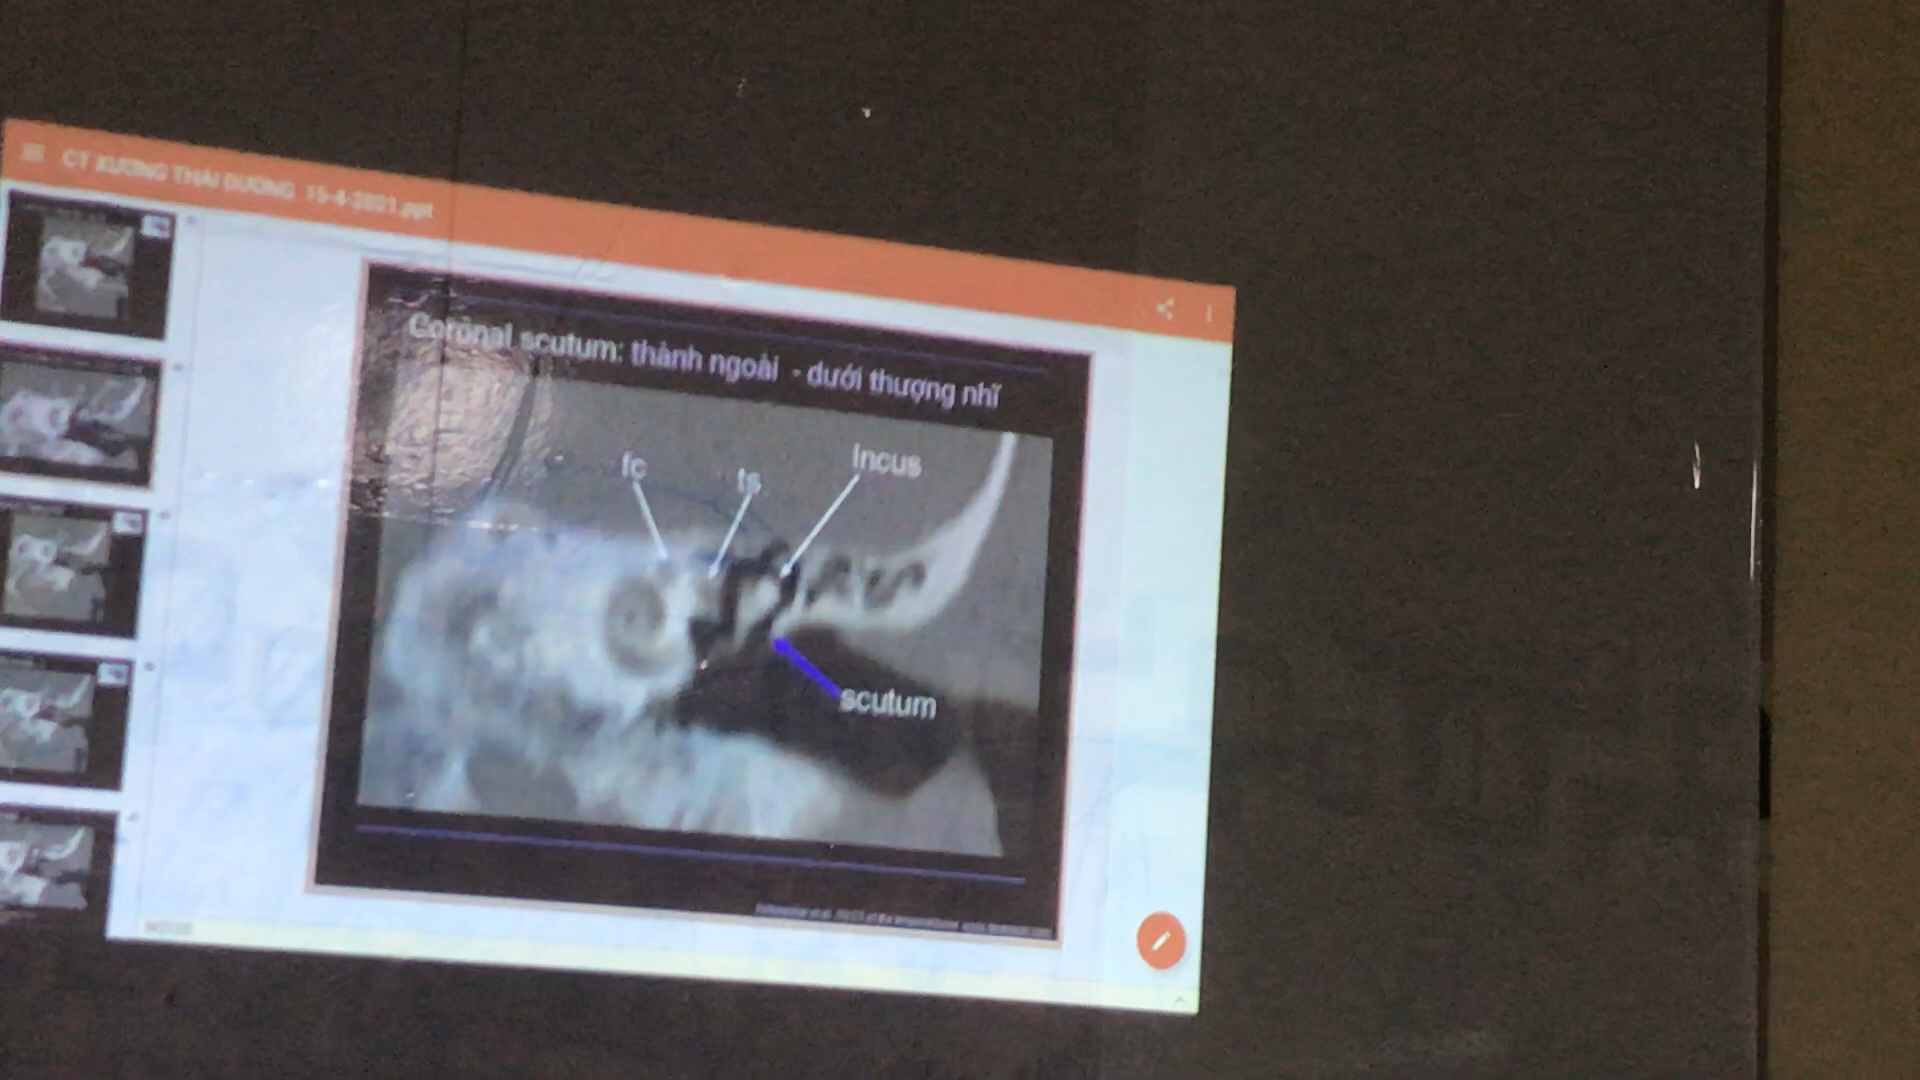 CT XƯƠNG THÁI DƯƠNG 15-4-2021.ppt
Coronal scutum: thành ngoài - dưới thượng nhĩ
fc
ts
Incus
scutum